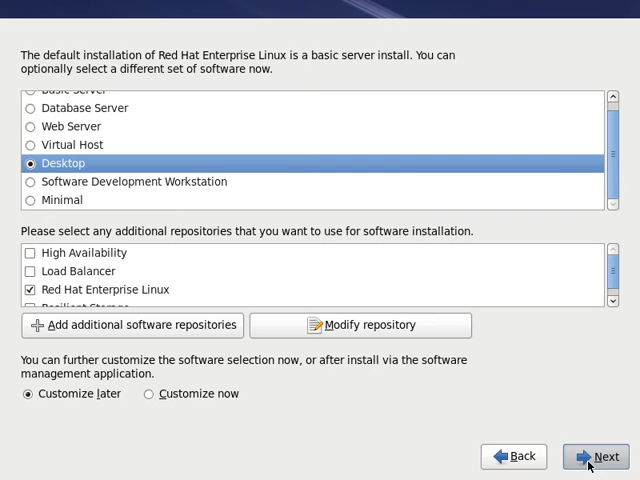 The default installation of Red Hat Enterprise Linux is a basic server install. You can
optionally select a different set of software now.
Basic Server
Database Server
Web Server
Virtual Host
Desktop
Software Development Workstation
Minimal
Please select any additional repositories that you want to use for software installation.
High Availability
Load Balancer
Red Hat Enterprise Linux
Resilient Storage
Add additional software repositories
Modify repository
You can further customize the software selection now, or after install via the software
management application.
Customize later
Customize now
Back
Next